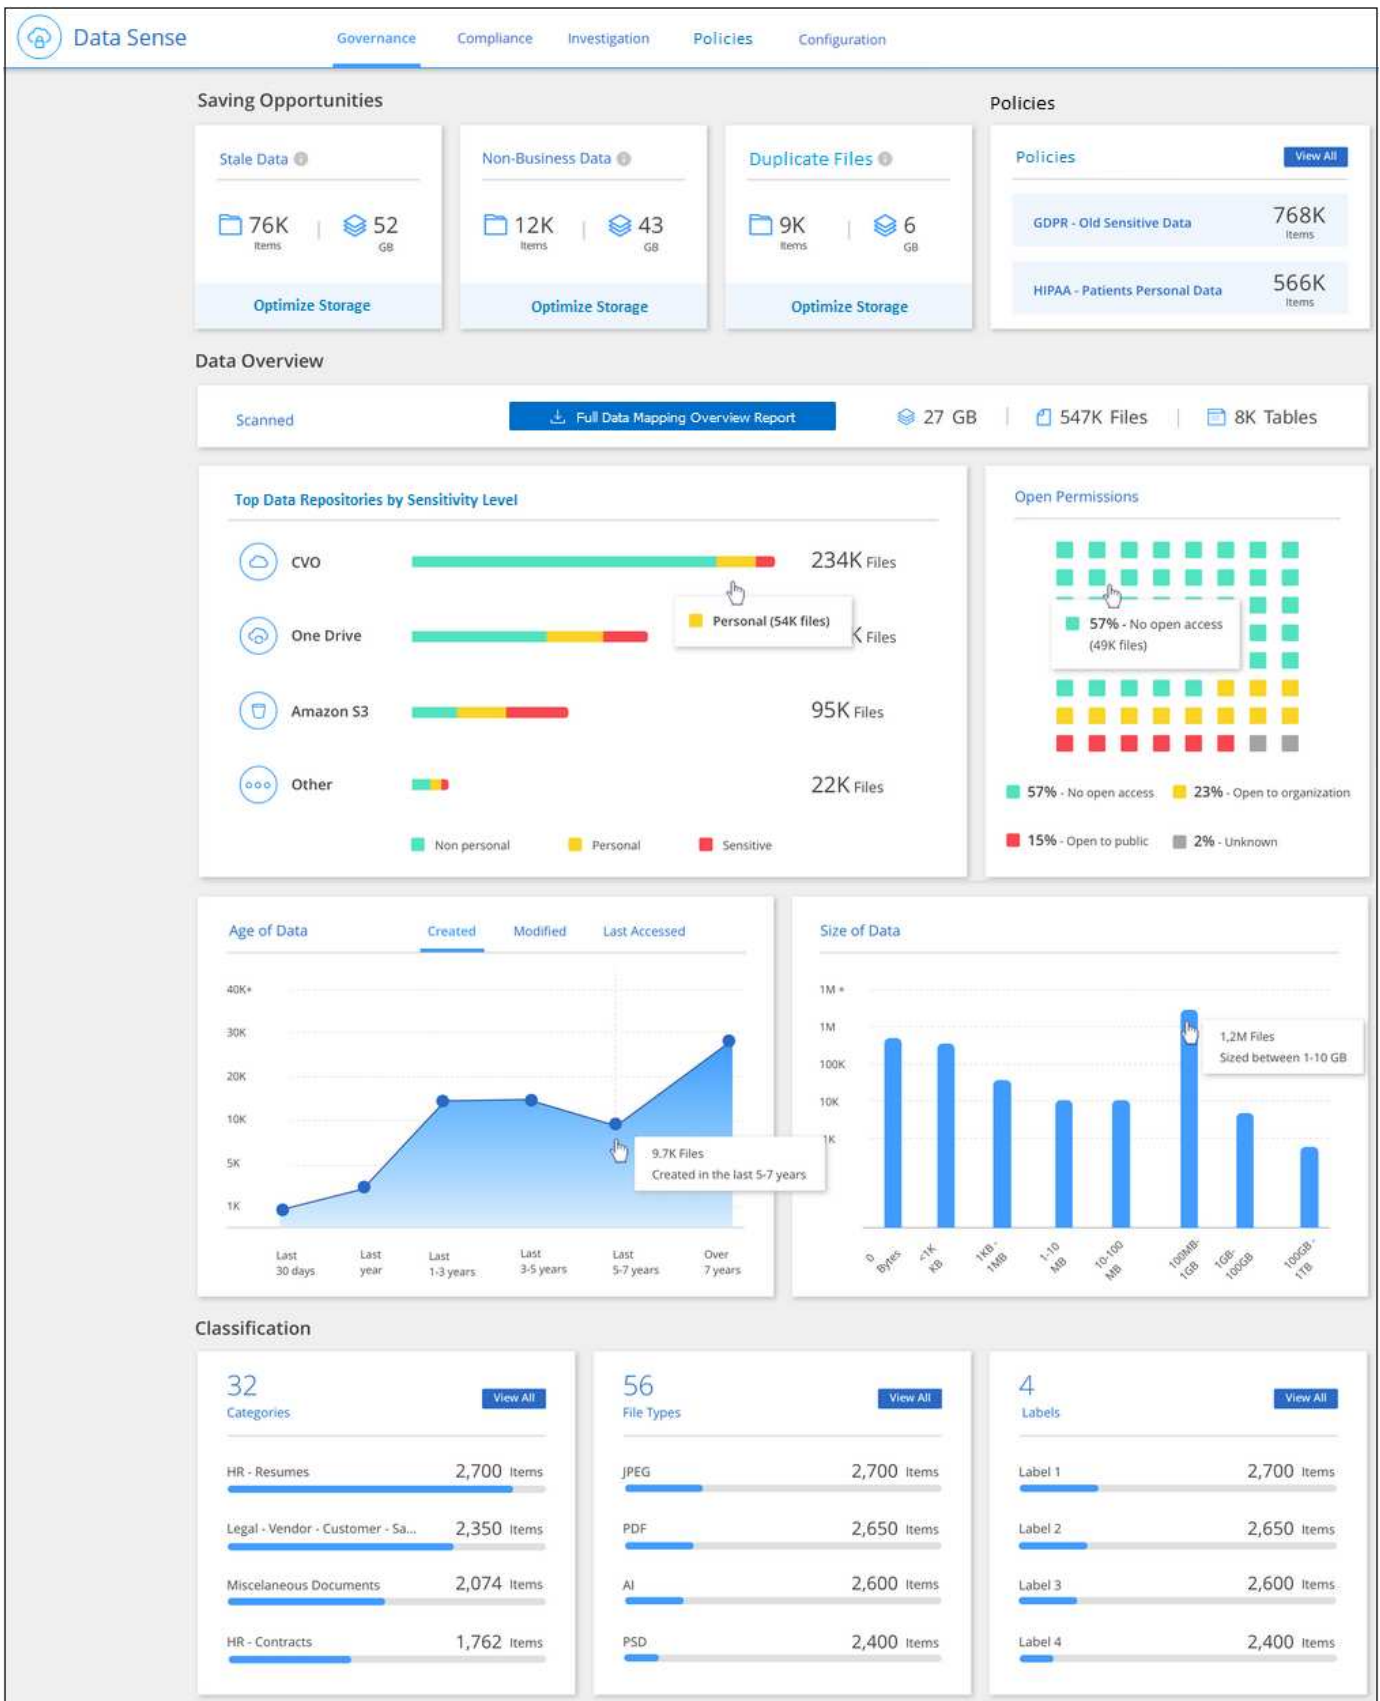 Data Sense
Governance Compliance Investigation Policies Configuration
Saving Opportunities
Policies
Stale Data
76K Items
52 GB
Optimize Storage
Non-Business Data
12K Items
43 GB
Optimize Storage
Duplicate Files
9K Items
6 GB
Optimize Storage
Policies View All
GDPR - Old Sensitive Data 768K Items
HIPAA - Patients Personal Data 566K Items
Data Overview
Scanned Full Data Mapping Overview Report 27 GB 547K Files 8K Tables
Top Data Repositories by Sensitivity Level
CVO 234K Files
Personal (54K files)
One Drive K Files
Amazon S3 95K Files
Other 22K Files
Non personal Personal Sensitive
Open Permissions
57% - No open access
(49K files)
57% - No open access 23% - Open to organization
15% - Open to public 2% - Unknown
Age of Data Created Modified Last Accessed
40K+
30K
20K
10K
5K
1K
9.7K Files
Created in the last 5-7 years
Last 30 days
Last year
Last 1-3 years
Last 3-5 years
Last 5-7 years
Over 7 years
Size of Data
1M +
1M
100K
10K
1K
1,2M Files
Sized between 1-10 GB
0 Bytes
<1K KB
1KB - 1MB
1-10 MB
10-100 MB
100MB- 1GB
1GB- 100GB
100GB - 1TB
Classification
32 View All
Categories
HR - Resumes 2,700 Items
Legal - Vendor - Customer - Sa... 2,350 Items
Miscelaneous Documents 2,074 Items
HR - Contracts 1,762 Items
56 View All
File Types
JPEG 2,700 Items
PDF 2,650 Items
AI 2,600 Items
PSD 2,400 Items
4 View All
Labels
Label 1 2,700 Items
Label 2 2,650 Items
Label 3 2,600 Items
Label 4 2,400 Items